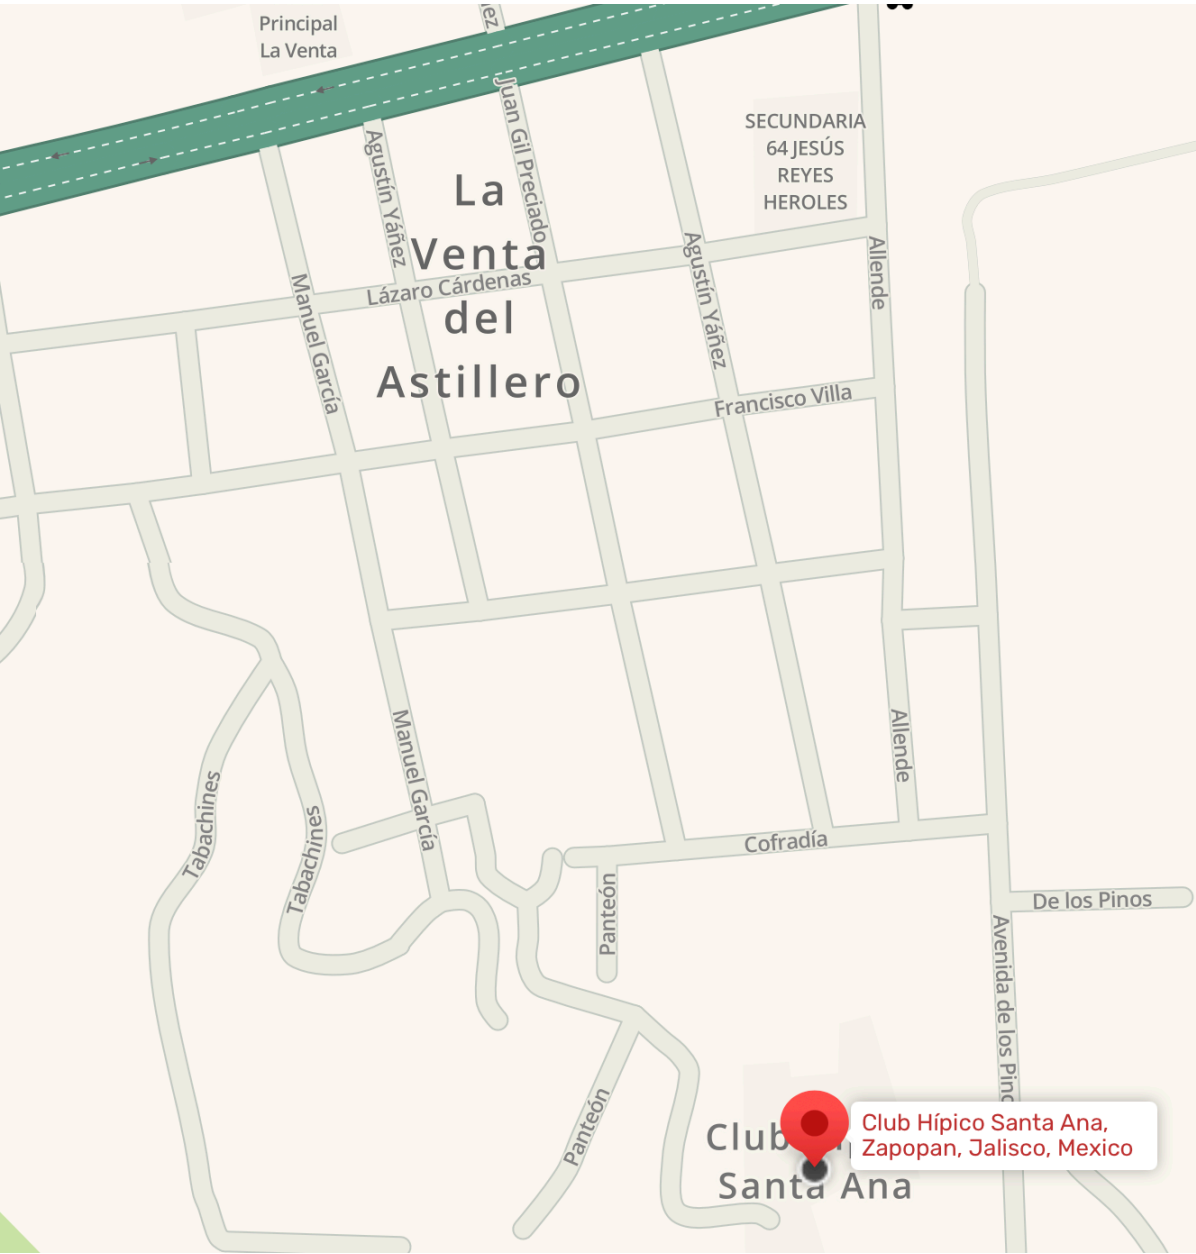 Principal
La Venta
ez
Juan Gil Preciado
Agustín Yáñez
SECUNDARIA
64 JESÚS
REYES
HEROLES
La
Venta
del
Astillero
Lázaro Cárdenas
Manuel García
Agustín Yáñez
Allende
Francisco Villa
Manuel García
Allende
Tabachines
Tabachines
Cofradía
Panteón
De los Pinos
Avenida de los Pino
Panteón
Club
Santa Ana
Club Hípico Santa Ana,
Zapopan, Jalisco, Mexico